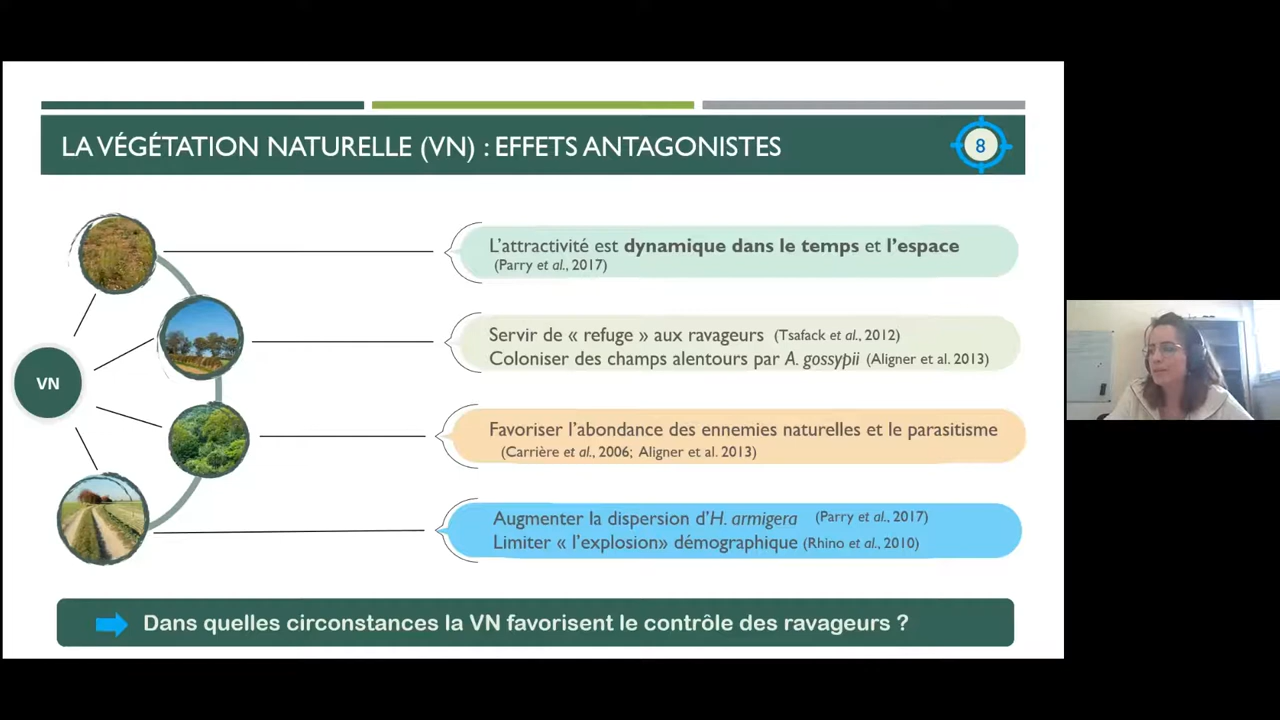 LA VÉGÉTATION NATURELLE (VN) : EFFETS ANTAGONISTES
8
L'attractivité est dynamique dans le temps et l'espace
(Parry et al., 2017)
Servir de « refuge » aux ravageurs (Tsafack et al., 2012)
Coloniser des champs alentours par A. gossypii (Aligner et al. 2013)
VN
Favoriser l'abondance des ennemies naturelles et le parasitisme
(Carrière et al., 2006; Aligner et al. 2013)
Augmenter la dispersion d'H. armigera (Parry et al., 2017)
Limiter « l'explosion» démographique (Rhino et al., 2010)
Dans quelles circonstances la VN favorisent le contrôle des ravageurs ?